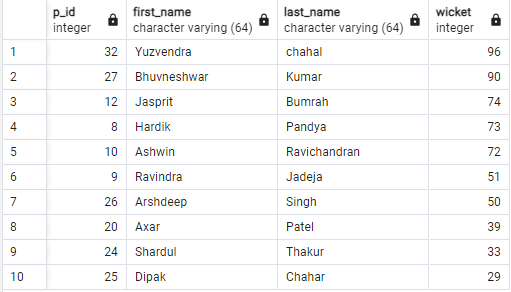 p_id first_name last_name wicket
integer character varying (64) character varying (64) integer
1 32 Yuzvendra chahal 96
2 27 Bhuvneshwar Kumar 90
3 12 Jasprit Bumrah 74
4 8 Hardik Pandya 73
5 10 Ashwin Ravichandran 72
6 9 Ravindra Jadeja 51
7 26 Arshdeep Singh 50
8 20 Axar Patel 39
9 24 Shardul Thakur 33
10 25 Dipak Chahar 29